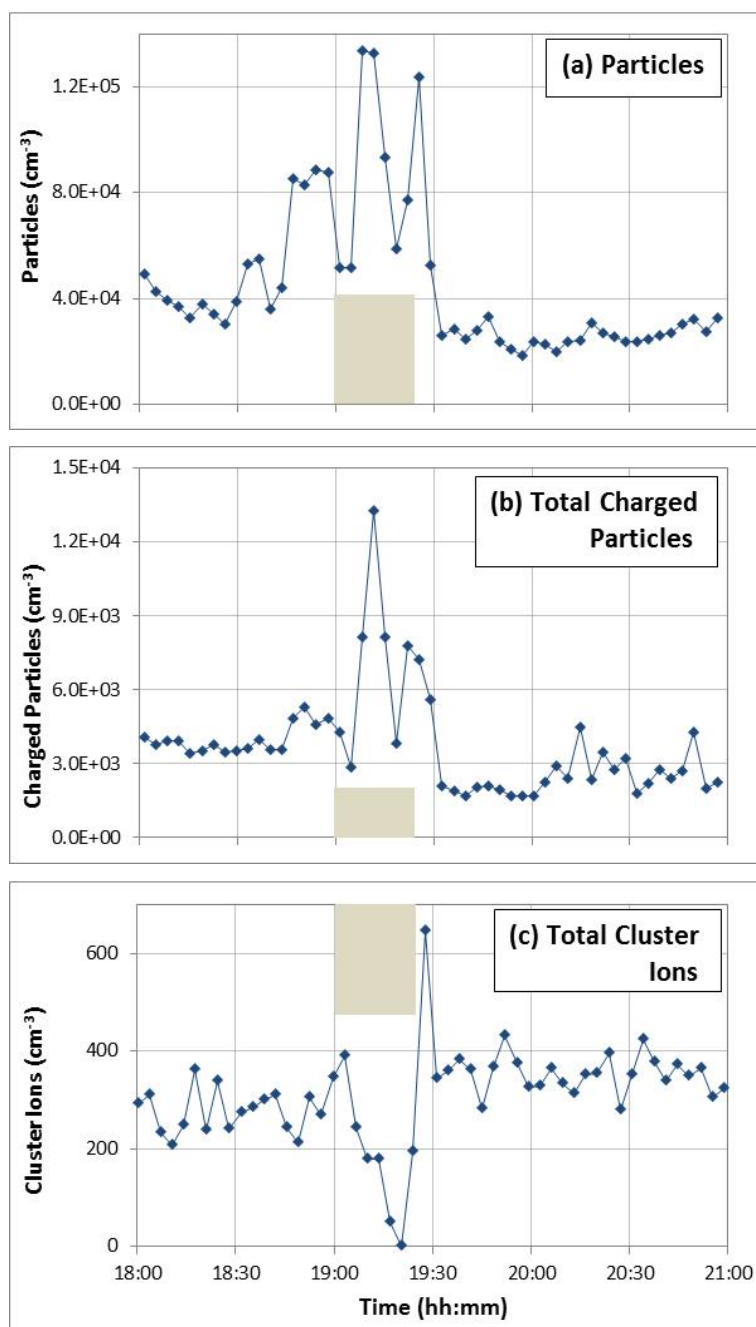 (a) Particles
Particles (cm-3)
1.2E+05
8.0E+04
4.0E+04
0.0E+00
(b) Total Charged
Particles
Charged Particles (cm-3)
1.5E+04
1.2E+04
9.0E+03
6.0E+03
3.0E+03
0.0E+00
(c) Total Cluster
Ions
Cluster Ions (cm-3)
600
400
200
0
18:00 18:30 19:00 19:30 20:00 20:30 21:00
Time (hh:mm)